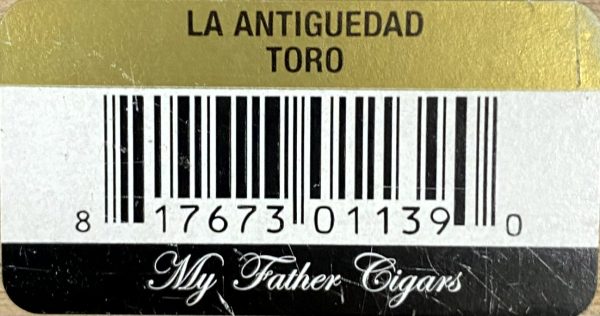 LA ANTIGUEDAD
TORO
8 17673 01139 0
My Father Cigars